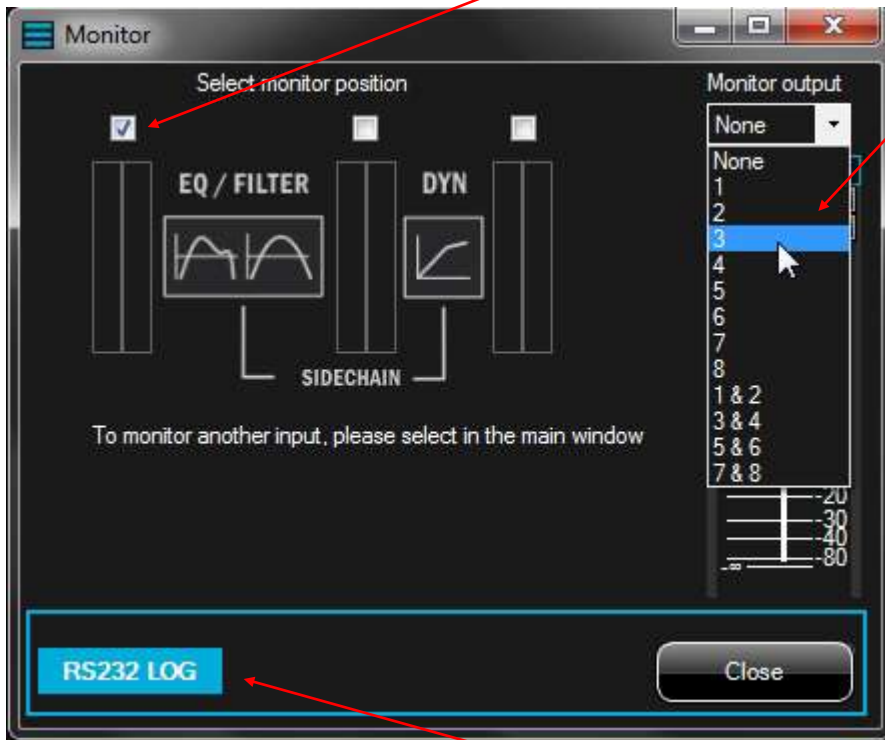 Monitor
Select monitor position
Monitor output
None
None
1
2
3
4
5
6
7
8
1 & 2
3 & 4
5 & 6
7 & 8
EQ / FILTER
DYN
SIDECHAIN
To monitor another input, please select in the main window
-20
-30
-40
-80
-∞
RS232 LOG
Close